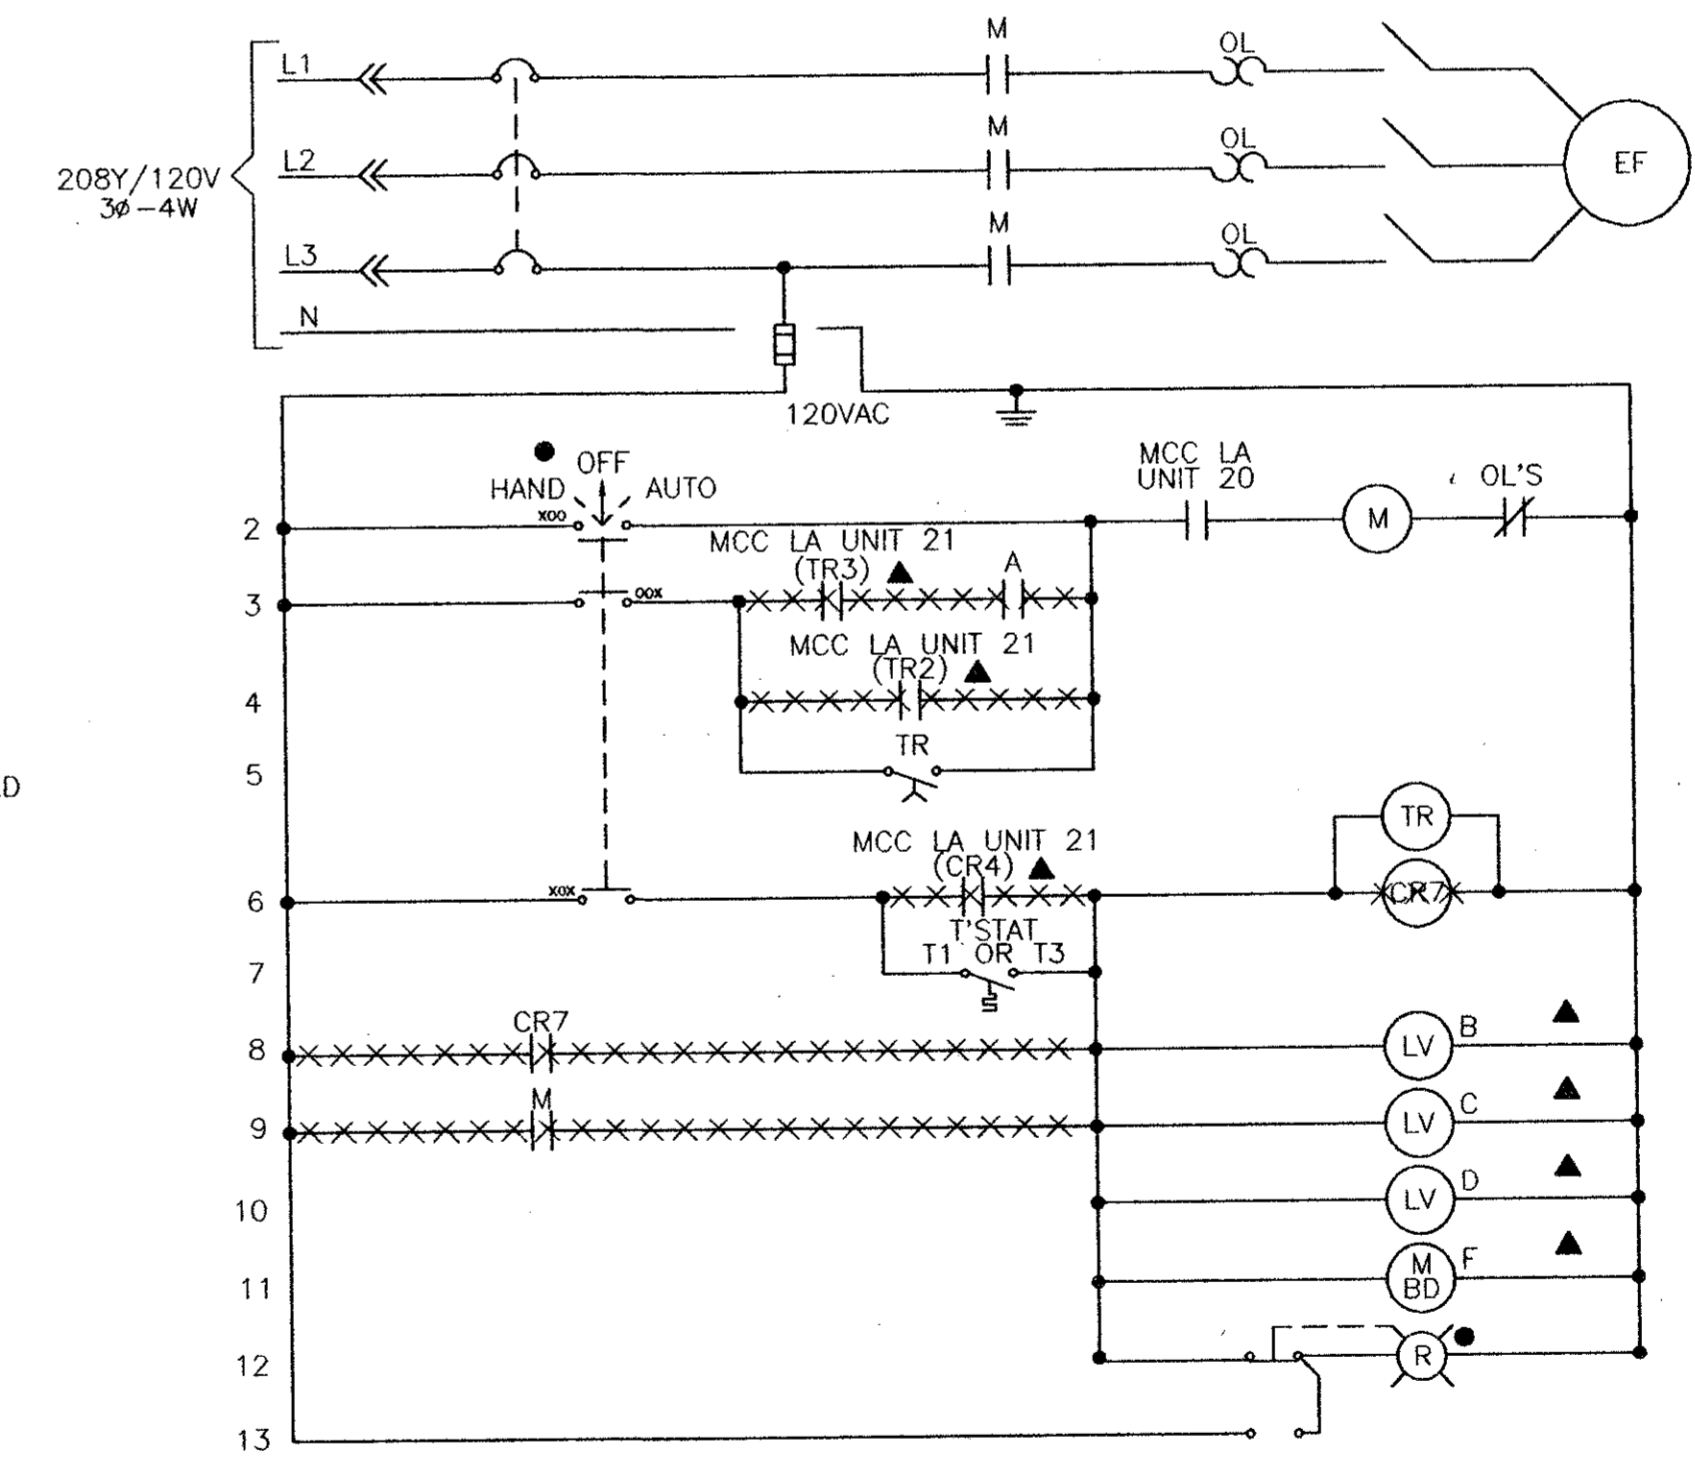 M
OL
L1
M
OL
L2
208Y/120V
3ø-4W
EF
M
OL
L3
N
120VAC
OFF
HAND
AUTO
MCC LA
UNIT 20
OL'S
2
XOO
M
MCC LA UNIT 21
(TR3)
A
3
OOX
MCC LA UNIT 21
(TR2)
4
TR
5
D
TR
MCC LA UNIT 21
(CR4)
6
XOX
CR7
T'STAT
T1 OR T3
7
CR7
8
LV
B
M
9
LV
C
10
LV
D
11
M
BD
F
12
R
13